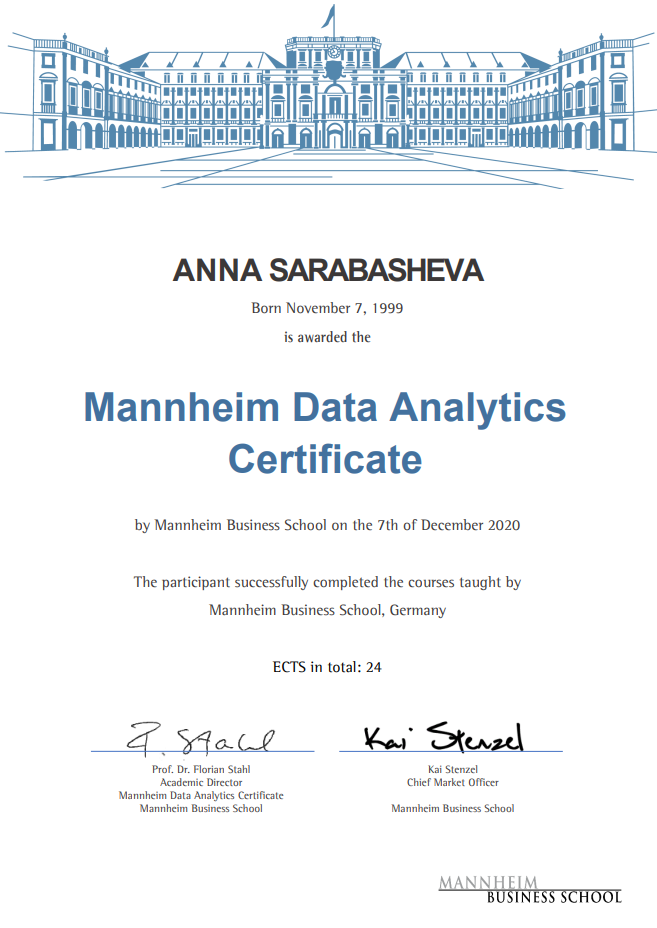 ANNA SARABASHEVA
Born November 7, 1999
is awarded the
Mannheim Data Analytics
Certificate
by Mannheim Business School on the 7th of December 2020
The participant successfully completed the courses taught by
Mannheim Business School, Germany
ECTS in total: 24
F. Stahl
Kai Stenzel
Prof. Dr. Florian Stahl
Academic Director
Mannheim Data Analytics Certificate
Mannheim Business School
Kai Stenzel
Chief Market Officer
Mannheim Business School
MANNHEIM
BUSINESS SCHOOL